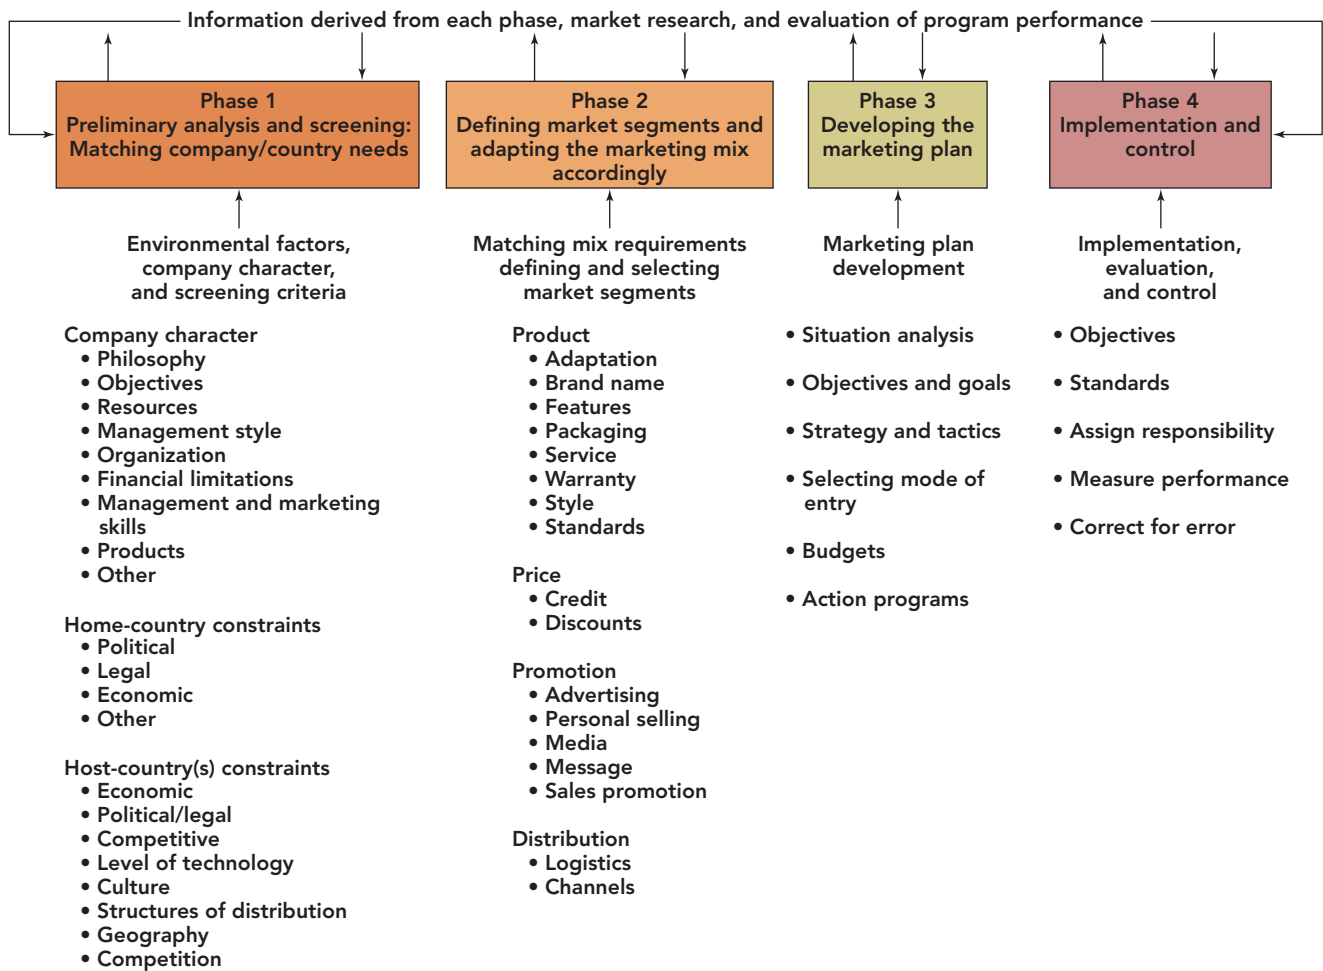 Information derived from each phase, market research, and evaluation of program performance
Phase 1
Preliminary analysis and screening:
Matching company/country needs
Phase 2
Defining market segments and
adapting the marketing mix
accordingly
Phase 3
Developing the
marketing plan
Phase 4
Implementation and
control
Environmental factors,
company character,
and screening criteria
Company character
• Philosophy
• Objectives
• Resources
• Management style
• Organization
• Financial limitations
• Management and marketing
skills
• Products
• Other
Home-country constraints
• Political
• Legal
• Economic
• Other
Host-country(s) constraints
• Economic
• Political/legal
• Competitive
• Level of technology
• Culture
• Structures of distribution
• Geography
• Competition
Matching mix requirements
defining and selecting
market segments
Product
• Adaptation
• Brand name
• Features
• Packaging
• Service
• Warranty
• Style
• Standards
Price
• Credit
• Discounts
Promotion
• Advertising
• Personal selling
• Media
• Message
• Sales promotion
Distribution
• Logistics
• Channels
Marketing plan
development
• Situation analysis
• Objectives and goals
• Strategy and tactics
• Selecting mode of
entry
• Budgets
• Action programs
Implementation,
evaluation,
and control
• Objectives
• Standards
• Assign responsibility
• Measure performance
• Correct for error